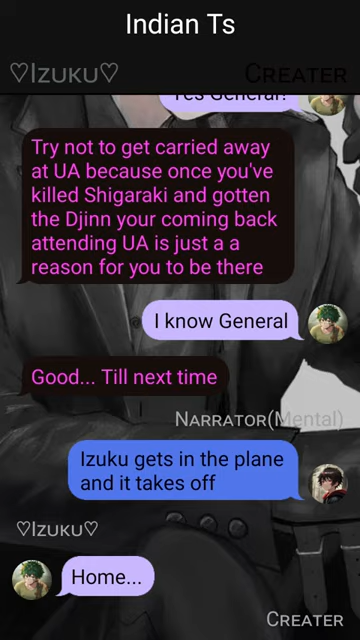 Indian Ts
♡Izuku♡
Creater
Yes General!
Try not to get carried away
at UA because once you've
killed Shigaraki and gotten
the Djinn your coming back
attending UA is just a a
reason for you to be there
I know General
Good... Till next time
Narrator(Mental)
Izuku gets in the plane
and it takes off
♡Izuku♡
Home...
Creater